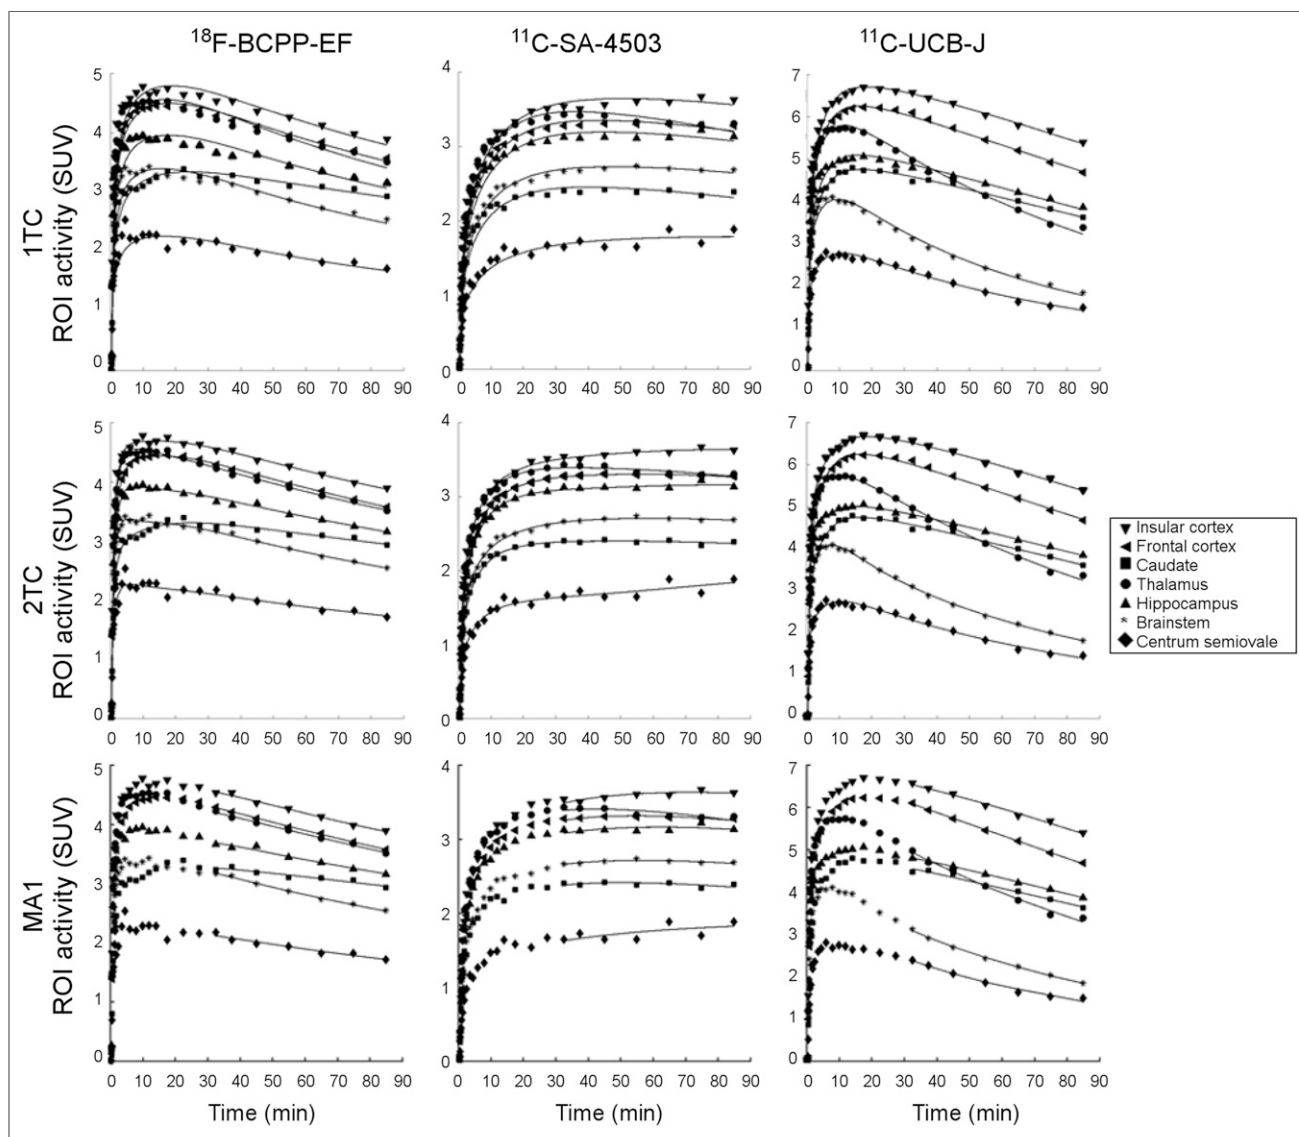 ¹⁸F-BCPP-EF ¹¹C-SA-4503 ¹¹C-UCB-J
1TC
ROI activity (SUV)
5
4
3
2
1
0
0 10 20 30 40 50 60 70 80 90
4
3
2
1
0
0 10 20 30 40 50 60 70 80 90
7
6
5
4
3
2
1
0
0 10 20 30 40 50 60 70 80 90
2TC
ROI activity (SUV)
5
4
3
2
1
0
0 10 20 30 40 50 60 70 80 90
4
3
2
1
0
0 10 20 30 40 50 60 70 80 90
7
6
5
4
3
2
1
0
0 10 20 30 40 50 60 70 80 90
Insular cortex
Frontal cortex
Caudate
Thalamus
Hippocampus
Brainstem
Centrum semiovale
MA1
ROI activity (SUV)
5
4
3
2
1
0
0 10 20 30 40 50 60 70 80 90
Time (min)
4
3
2
1
0
0 10 20 30 40 50 60 70 80 90
Time (min)
7
6
5
4
3
2
1
0
0 10 20 30 40 50 60 70 80 90
Time (min)